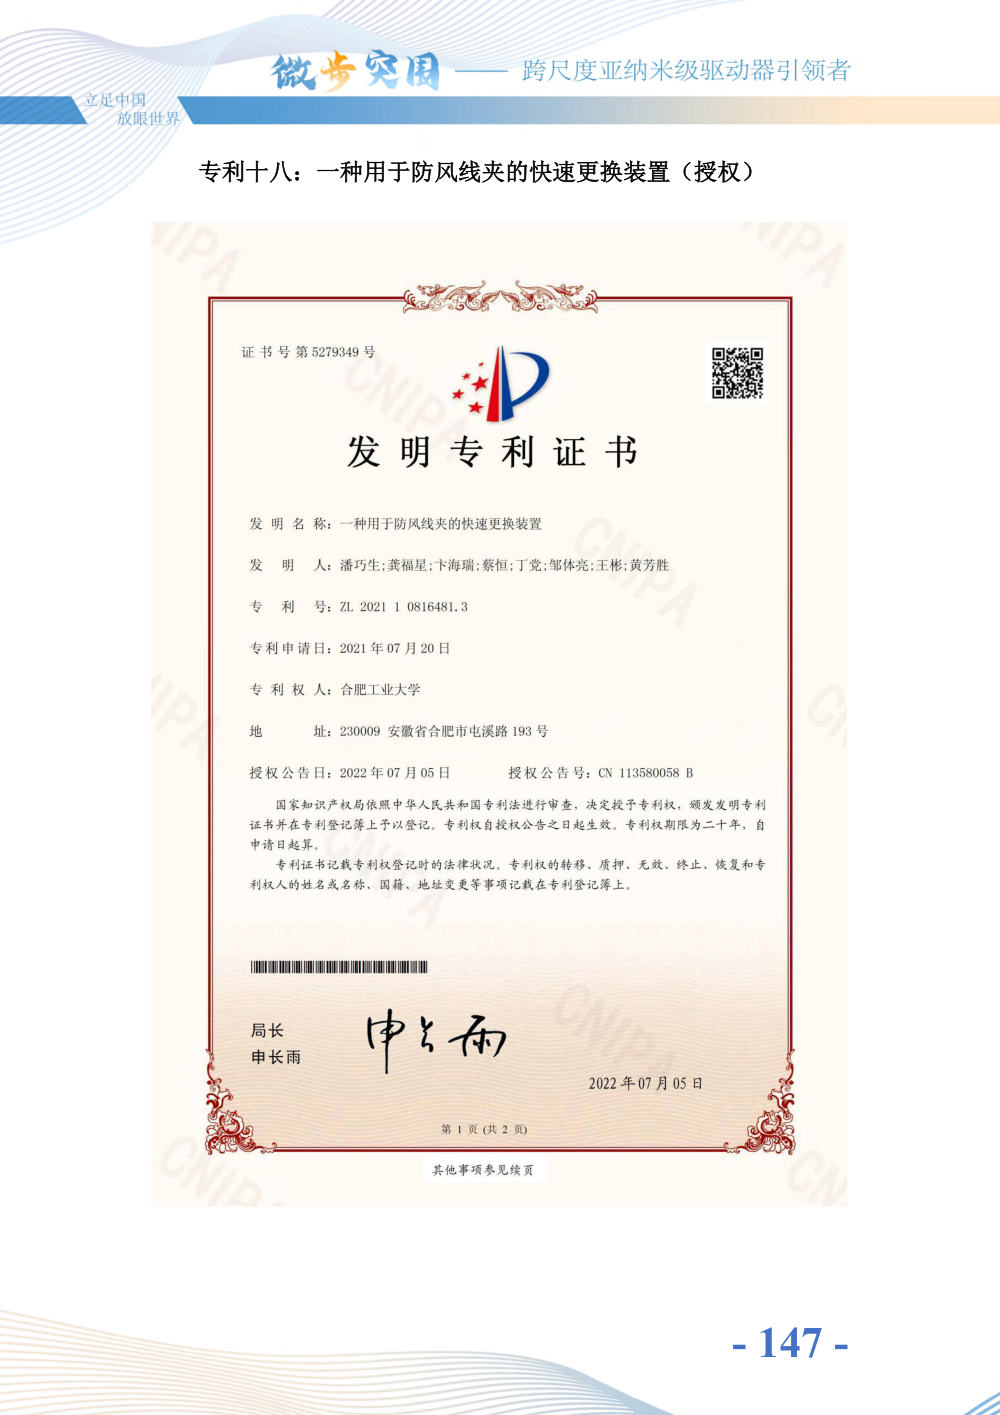 微步突围 —— 跨尺度亚纳米级驱动器引领者
立足中国
放眼世界
专利十八：一种用于防风线夹的快速更换装置（授权）
证书号第5279349号
发明专利证书
发明名称：一种用于防风线夹的快速更换装置
发明人：潘巧生;龚福星;卞海瑞;蔡恒;丁党;邹体亮;王彬;黄芳胜
专利号：ZL 2021 1 0816481.3
专利申请日：2021年07月20日
专利权人：合肥工业大学
地址：230009 安徽省合肥市屯溪路193号
授权公告日：2022年07月05日 授权公告号：CN 113580058 B
国家知识产权局依照中华人民共和国专利法进行审查，决定授予专利权，颁发发明专利
证书并在专利登记簿上予以登记。专利权自授权公告之日起生效。专利权期限为二十年，自
申请日起算。
专利证书记载专利权登记时的法律状况。专利权的转移、质押、无效、终止、恢复和专
利权人的姓名或名称、国籍、地址变更等事项记载在专利登记簿上。
局长
申长雨
申长雨
2022年07月05日
第 1 页 (共 2 页)
其他事项参见续页
CNIPA
CNIPA
CNIPA
CNIPA
CNIPA
- 147 -